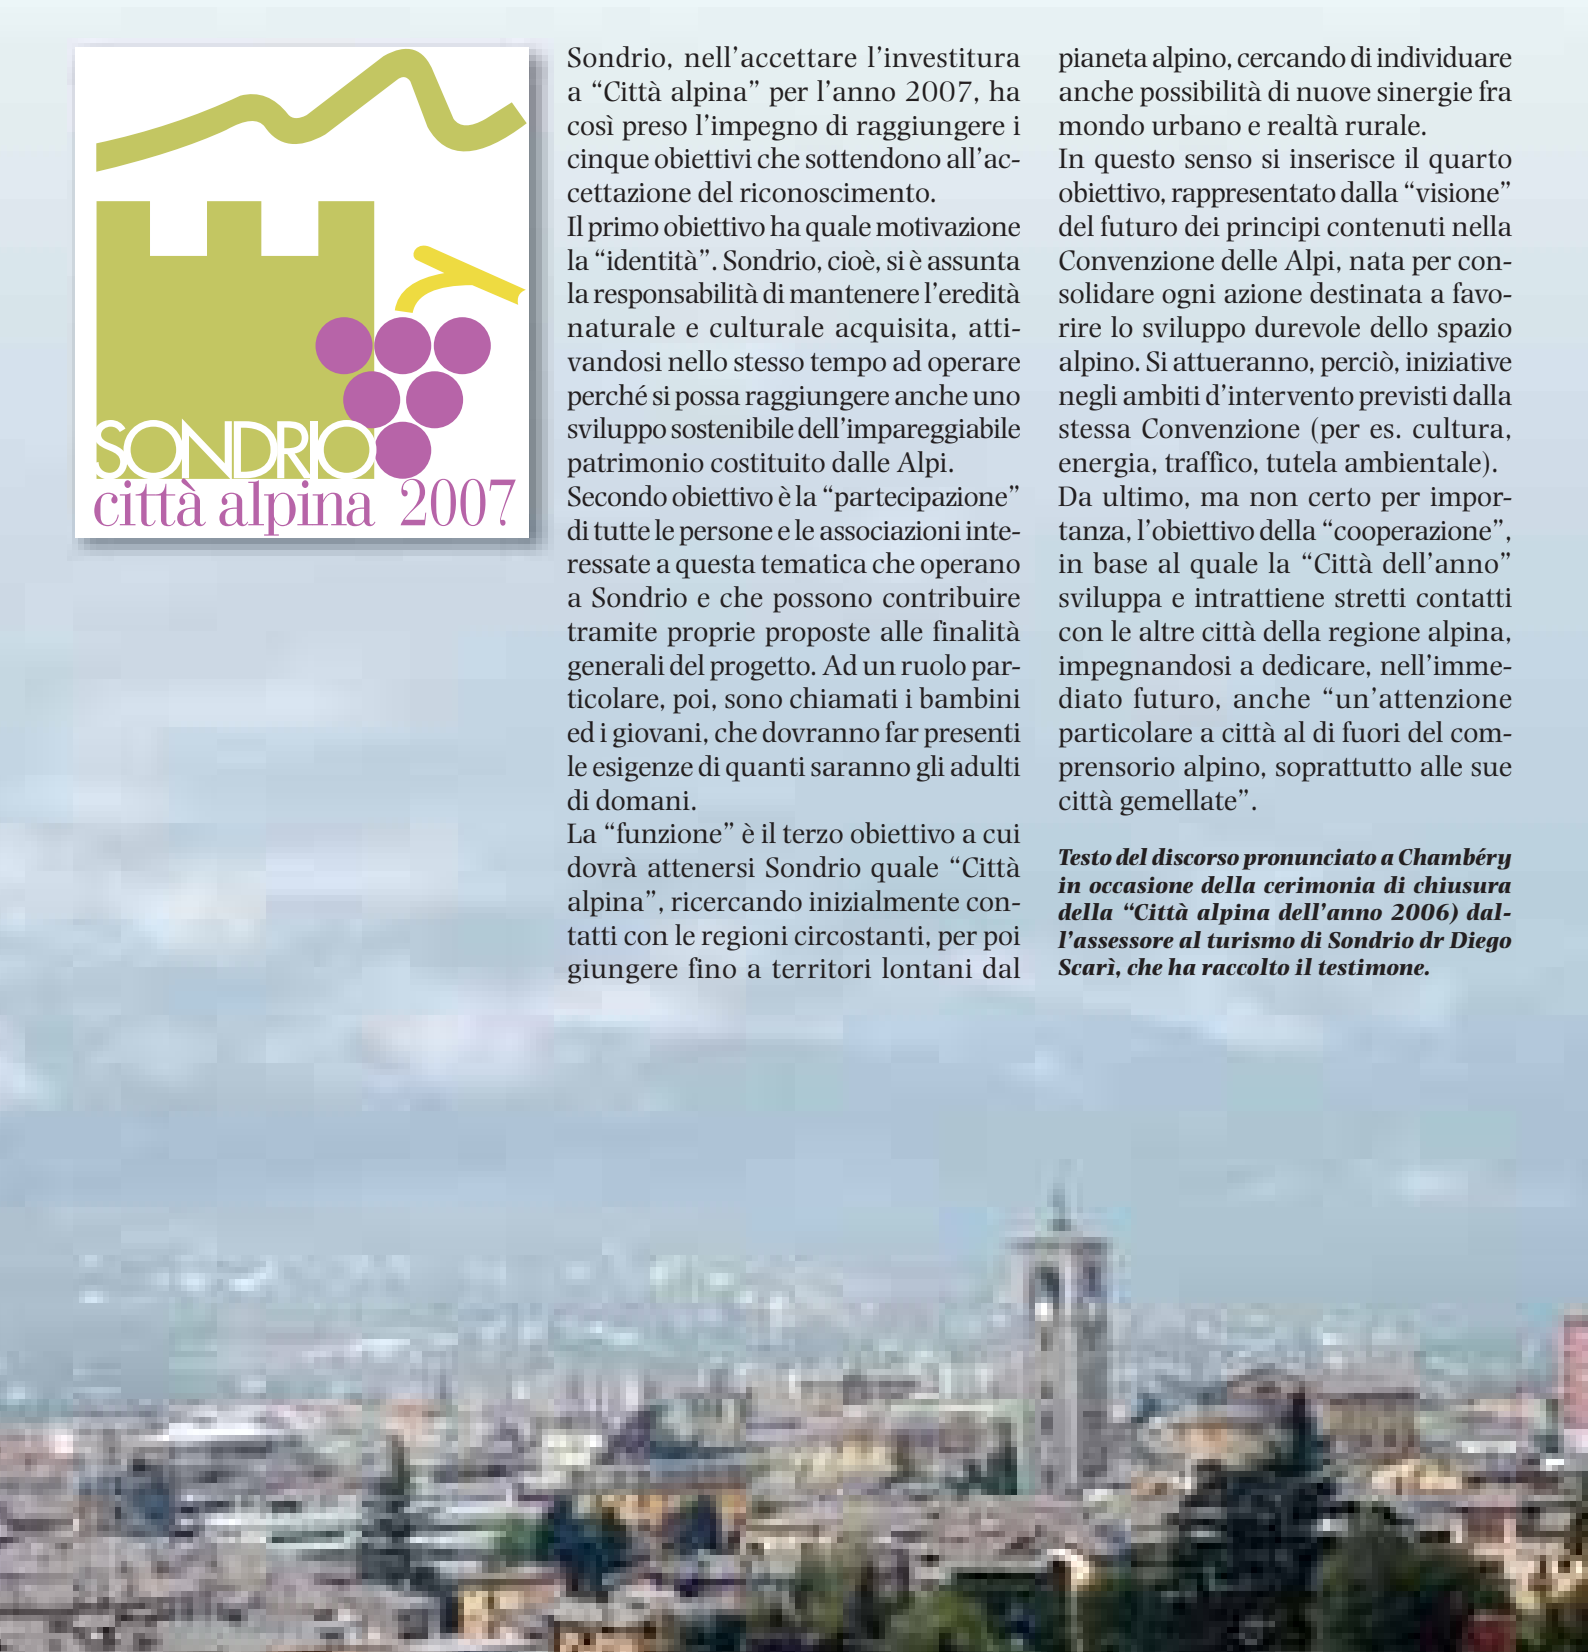 SONDRIO
città alpina 2007
Sondrio, nell’accettare l’investitura
a “Città alpina” per l’anno 2007, ha
così preso l’impegno di raggiungere i
cinque obiettivi che sottendono all’ac-
cettazione del riconoscimento.
Il primo obiettivo ha quale motivazione
la “identità”. Sondrio, cioè, si è assunta
la responsabilità di mantenere l’eredità
naturale e culturale acquisita, atti-
vandosi nello stesso tempo ad operare
perché si possa raggiungere anche uno
sviluppo sostenibile dell’impareggiabile
patrimonio costituito dalle Alpi.
Secondo obiettivo è la “partecipazione”
di tutte le persone e le associazioni inte-
ressate a questa tematica che operano
a Sondrio e che possono contribuire
tramite proprie proposte alle finalità
generali del progetto. Ad un ruolo par-
ticolare, poi, sono chiamati i bambini
ed i giovani, che dovranno far presenti
le esigenze di quanti saranno gli adulti
di domani.
La “funzione” è il terzo obiettivo a cui
dovrà attenersi Sondrio quale “Città
alpina”, ricercando inizialmente con-
tatti con le regioni circostanti, per poi
giungere fino a territori lontani dal
pianeta alpino, cercando di individuare
anche possibilità di nuove sinergie fra
mondo urbano e realtà rurale.
In questo senso si inserisce il quarto
obiettivo, rappresentato dalla “visione”
del futuro dei principi contenuti nella
Convenzione delle Alpi, nata per con-
solidare ogni azione destinata a favo-
rire lo sviluppo durevole dello spazio
alpino. Si attueranno, perciò, iniziative
negli ambiti d’intervento previsti dalla
stessa Convenzione (per es. cultura,
energia, traffico, tutela ambientale).
Da ultimo, ma non certo per impor-
tanza, l’obiettivo della “cooperazione”,
in base al quale la “Città dell’anno”
sviluppa e intrattiene stretti contatti
con le altre città della regione alpina,
impegnandosi a dedicare, nell’imme-
diato futuro, anche “un’attenzione
particolare a città al di fuori del com-
prensorio alpino, soprattutto alle sue
città gemellate”.
Testo del discorso pronunciato a Chambéry
in occasione della cerimonia di chiusura
della “Città alpina dell’anno 2006) dal-
l’assessore al turismo di Sondrio dr Diego
Scarì, che ha raccolto il testimone.